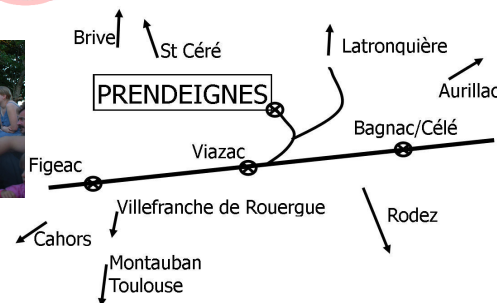 Brive
St Céré
Latronquière
PRENDEIGNES
Aurillac
Bagnac/Célé
Viazac
Figeac
Villefranche de Rouergue
Rodez
Cahors
Montauban
Toulouse